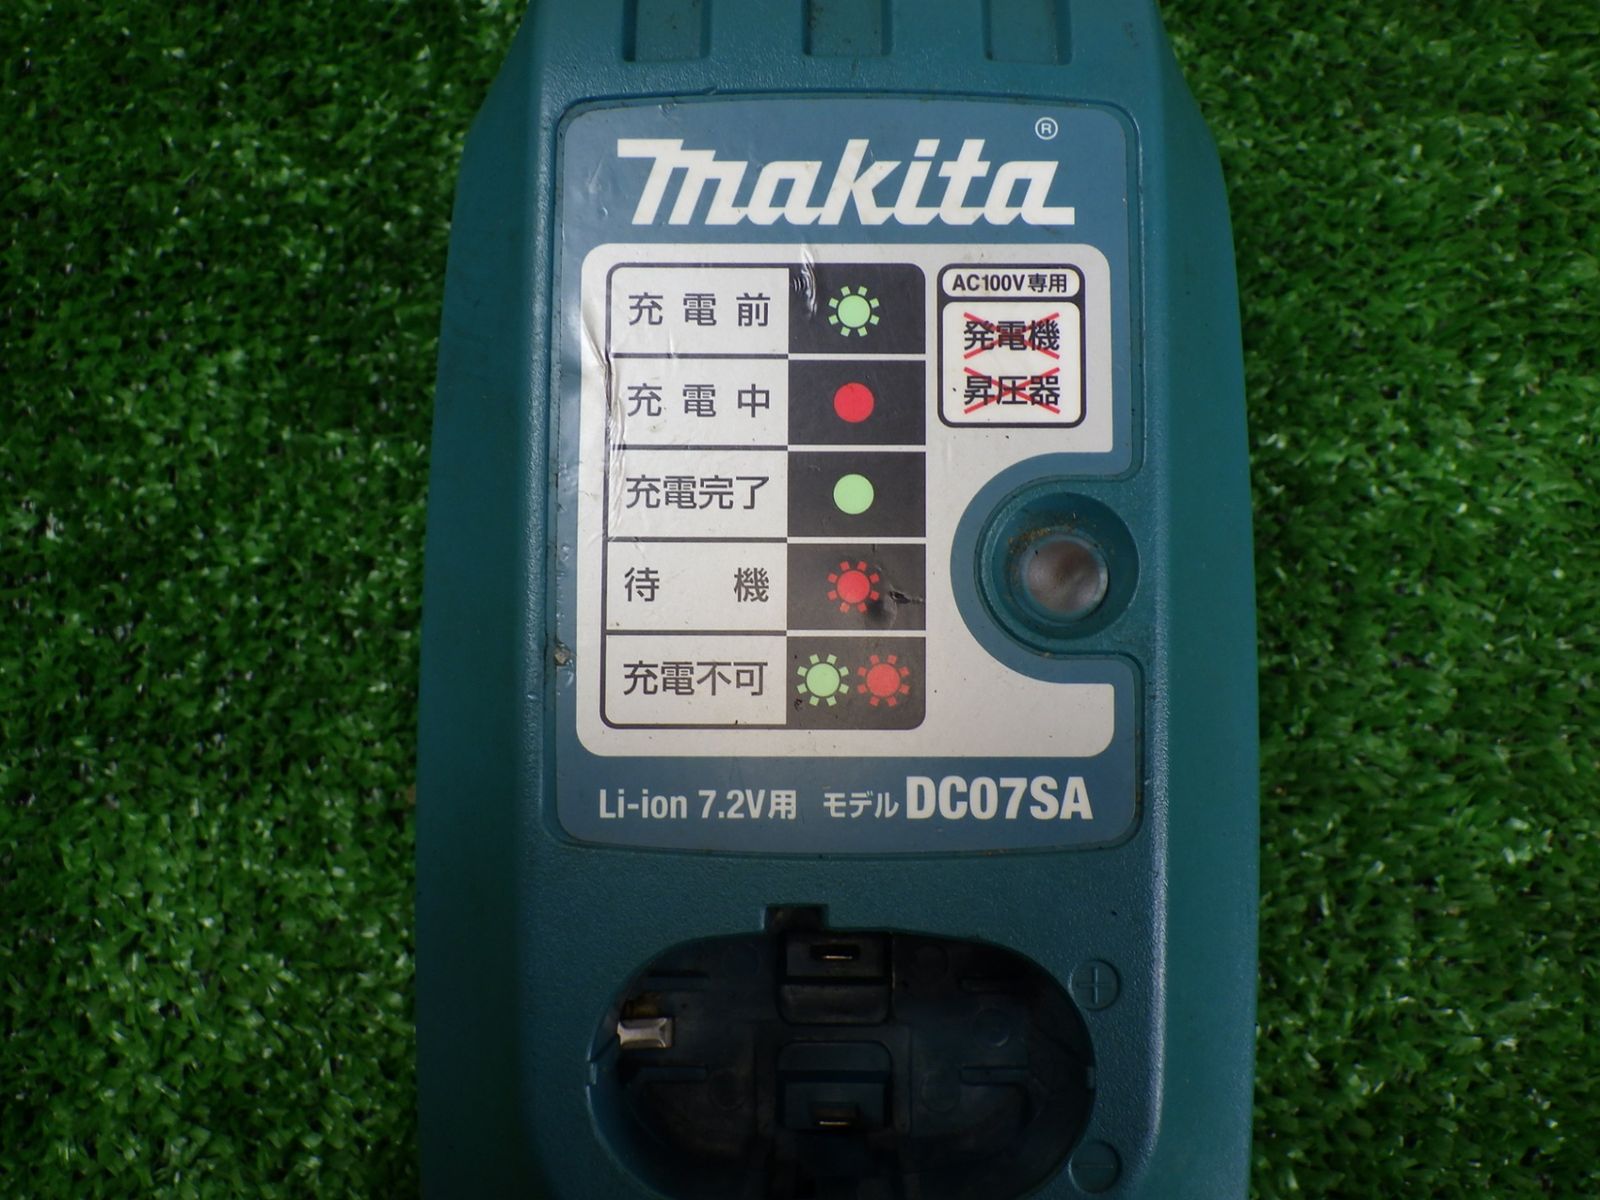 makita®
充電前
充電中
充電完了
待機
充電不可
AC100V専用
発電機
昇圧器
Li-ion 7.2V用 モデル DC07SA